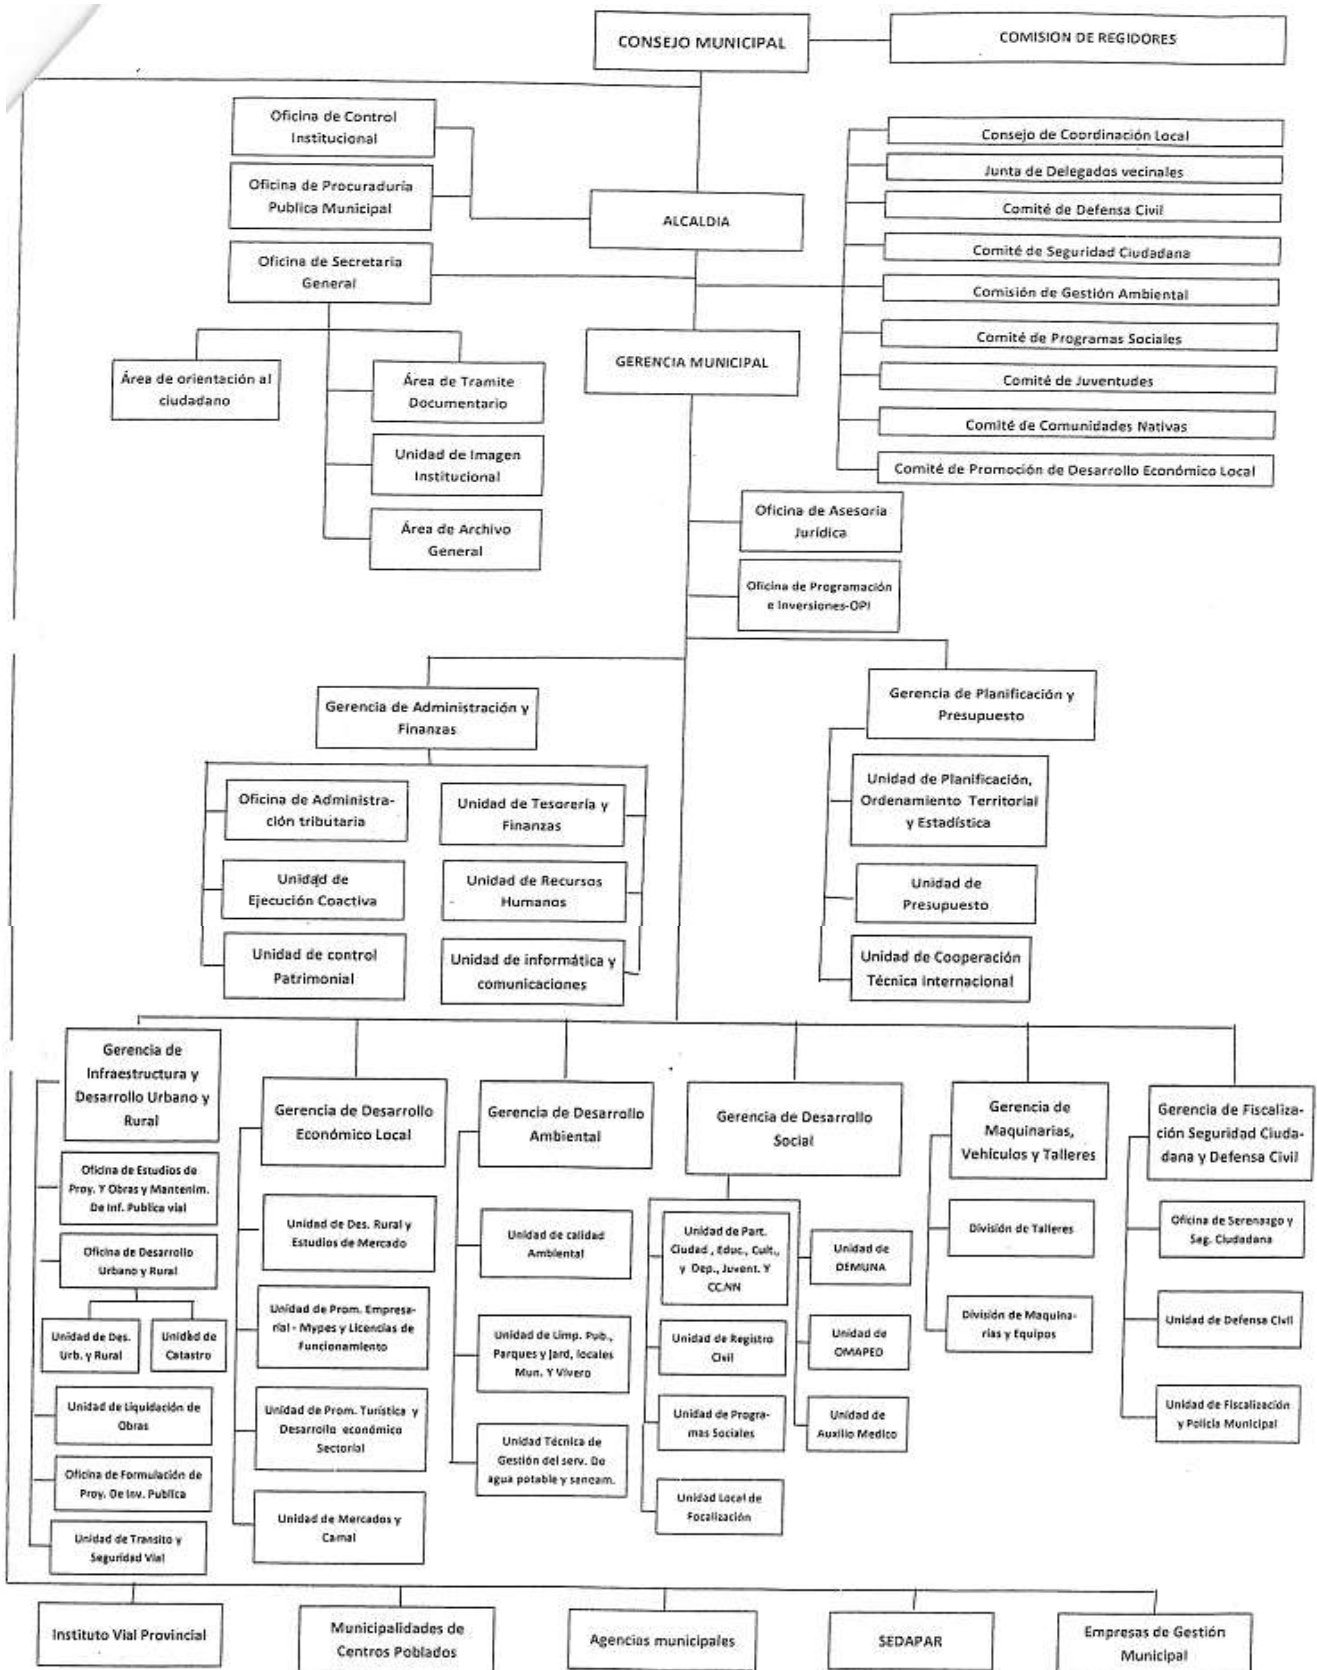 CONSEJO MUNICIPAL
COMISION DE REGIDORES
Oficina de Control
Institucional
Oficina de Procuraduría
Publica Municipal
Oficina de Secretaria
General
ALCALDIA
Consejo de Coordinación Local
Junta de Delegados vecinales
Comité de Defensa Civil
Comité de Seguridad Ciudadana
Comisión de Gestión Ambiental
Comité de Programas Sociales
Comité de Juventudes
Comité de Comunidades Nativas
Comité de Promoción de Desarrollo Económico Local
GERENCIA MUNICIPAL
Área de orientación al
ciudadano
Área de Tramite
Documentario
Unidad de Imagen
Institucional
Área de Archivo
General
Oficina de Asesoría
Jurídica
Oficina de Programación
e Inversiones-OPI
Gerencia de Administración y
Finanzas
Gerencia de Planificación y
Presupuesto
Oficina de Administra-
ción tributaria
Unidad de
Ejecución Coactiva
Unidad de control
Patrimonial
Unidad de Tesorería y
Finanzas
Unidad de Recursos
Humanos
Unidad de informática y
comunicaciones
Unidad de Planificación,
Ordenamiento Territorial
y Estadística
Unidad de
Presupuesto
Unidad de Cooperación
Técnica Internacional
Gerencia de
Infraestructura y
Desarrollo Urbano y
Rural
Oficina de Estudios de
Proy. Y Obras y Mantenim.
De Inf. Publica vial
Oficina de Desarrollo
Urbano y Rural
Unidad de Des.
Urb. y Rural
Unidad de
Catastro
Unidad de Liquidación de
Obras
Oficina de Formulación de
Proy. De Inv. Publica
Unidad de Transito y
Seguridad Vial
Gerencia de Desarrollo
Económico Local
Unidad de Des. Rural y
Estudios de Mercado
Unidad de Prom. Empresa-
rial - Mypes y Licencias de
Funcionamiento
Unidad de Prom. Turística y
Desarrollo económico
Sectorial
Unidad de Mercados y
Camal
Gerencia de Desarrollo
Ambiental
Unidad de calidad
Ambiental
Unidad de Limp. Pub.,
Parques y jard, locales
Mun. Y Vivero
Unidad Técnica de
Gestión del serv. De
agua potable y saneam.
Gerencia de Desarrollo
Social
Unidad de Part.
Ciudad, Educ., Cult.,
y Dep., Juvent. Y
CC.NN
Unidad de Registro
Civil
Unidad de Progra-
mas Sociales
Unidad Local de
Focalización
Unidad de
DEMUNA
Unidad de
OMAPED
Unidad de
Auxilio Medico
Gerencia de
Maquinarias,
Vehículos y Talleres
División de Talleres
División de Maquina-
rias y Equipos
Gerencia de Fiscaliza-
ción Seguridad Ciuda-
dana y Defensa Civil
Oficina de Serenazgo y
Seg. Ciudadana
Unidad de Defensa Civil
Unidad de Fiscalización
y Policia Municipal
Instituto Vial Provincial
Municipalidades de
Centros Poblados
Agencias municipales
SEDAPAR
Empresas de Gestión
Municipal